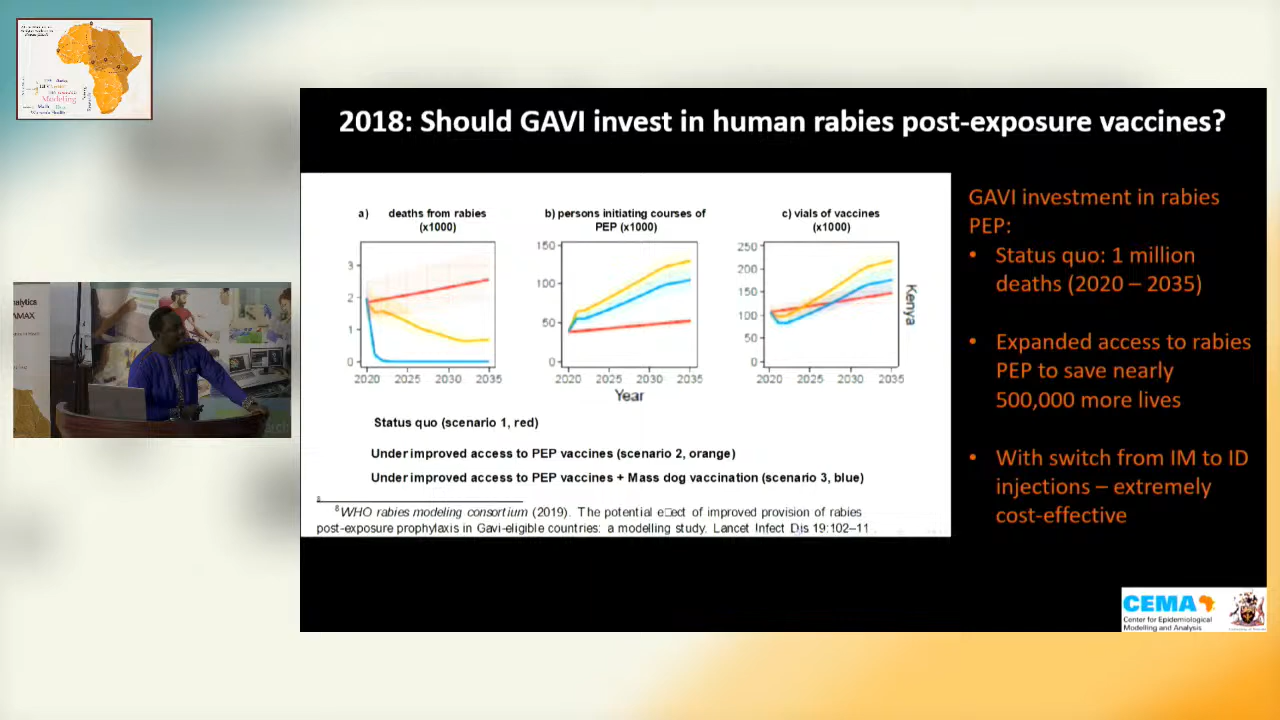 2018: Should GAVI invest in human rabies post-exposure vaccines?
a) deaths from rabies
(x1000)
b) persons initiating courses of
PEP (x1000)
c) vials of vaccines
(x1000)
3
2
1
0
2020 2025 2030 2035
150
100
50
0
2020 2025 2030 2035
250
200
150
100
50
0
2020 2025 2030 2035
Kenya
Year
Status quo (scenario 1, red)
Under improved access to PEP vaccines (scenario 2, orange)
Under improved access to PEP vaccines + Mass dog vaccination (scenario 3, blue)
8WHO rabies modeling consortium (2019). The potential e□ect of improved provision of rabies
post-exposure prophylaxis in Gavi-eligible countries: a modelling study. Lancet Infect Dis 19:102–11
GAVI investment in rabies
PEP:
• Status quo: 1 million
deaths (2020 – 2035)
• Expanded access to rabies
PEP to save nearly
500,000 more lives
• With switch from IM to ID
injections – extremely
cost-effective
CEMA
Center for Epidemiological
Modelling and Analysis
Modeling